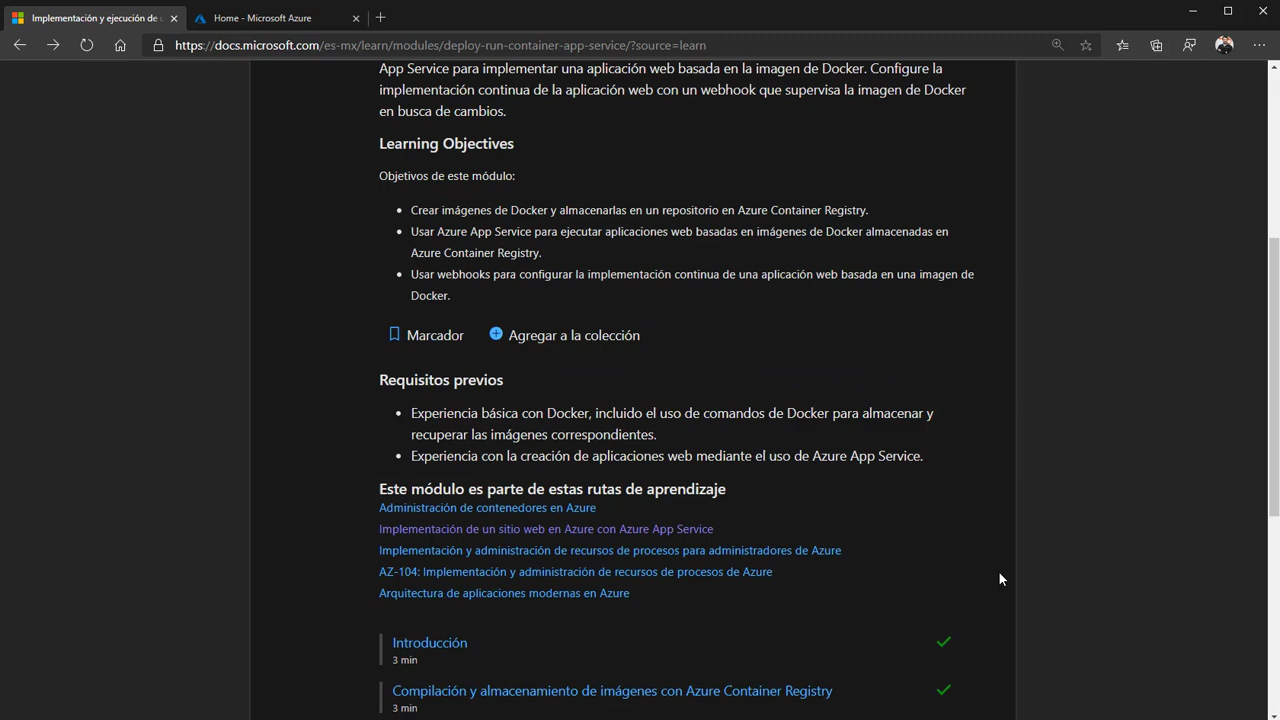 Implementación y ejecución de u
Home - Microsoft Azure
https://docs.microsoft.com/es-mx/learn/modules/deploy-run-container-app-service/?source=learn
App Service para implementar una aplicación web basada en la imagen de Docker. Configure la
implementación continua de la aplicación web con un webhook que supervisa la imagen de Docker
en busca de cambios.
Learning Objectives
Objetivos de este módulo:
• Crear imágenes de Docker y almacenarlas en un repositorio en Azure Container Registry.
• Usar Azure App Service para ejecutar aplicaciones web basadas en imágenes de Docker almacenadas en
Azure Container Registry.
• Usar webhooks para configurar la implementación continua de una aplicación web basada en una imagen de
Docker.
Marcador Agregar a la colección
Requisitos previos
• Experiencia básica con Docker, incluido el uso de comandos de Docker para almacenar y
recuperar las imágenes correspondientes.
• Experiencia con la creación de aplicaciones web mediante el uso de Azure App Service.
Este módulo es parte de estas rutas de aprendizaje
Administración de contenedores en Azure
Implementación de un sitio web en Azure con Azure App Service
Implementación y administración de recursos de procesos para administradores de Azure
AZ-104: Implementación y administración de recursos de procesos de Azure
Arquitectura de aplicaciones modernas en Azure
Introducción
3 min
Compilación y almacenamiento de imágenes con Azure Container Registry
3 min